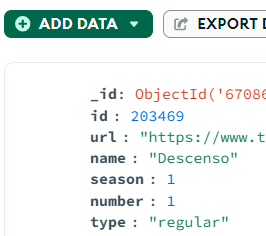 ADD DATA
EXPORT D
_id: ObjectId('67086
id: 203469
url: "https://www.t
name: "Descenso"
season: 1
number: 1
type: "regular"